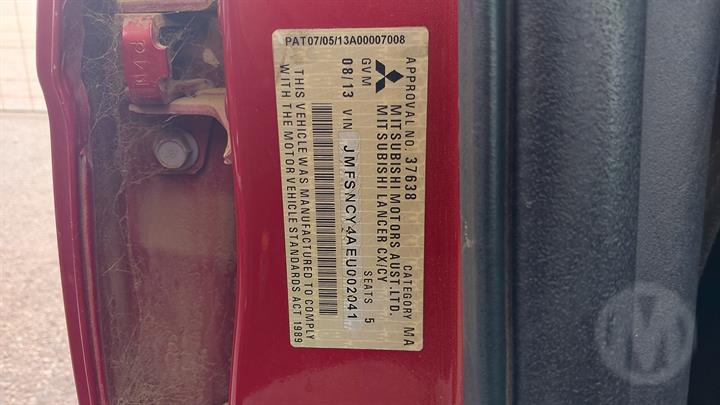 PAT07/05/13A00007008
APPROVAL NO. 37638 CATEGORY MA
MITSUBISHI MOTORS AUST.LTD.
MITSUBISHI LANCER CX/CY
GVM SEATS 5
08/13 VIN JMFSNCY4AEU002041
THIS VEHICLE WAS MANUFACTURED TO COMPLY
WITH THE MOTOR VEHICLE STANDARDS ACT 1989
M